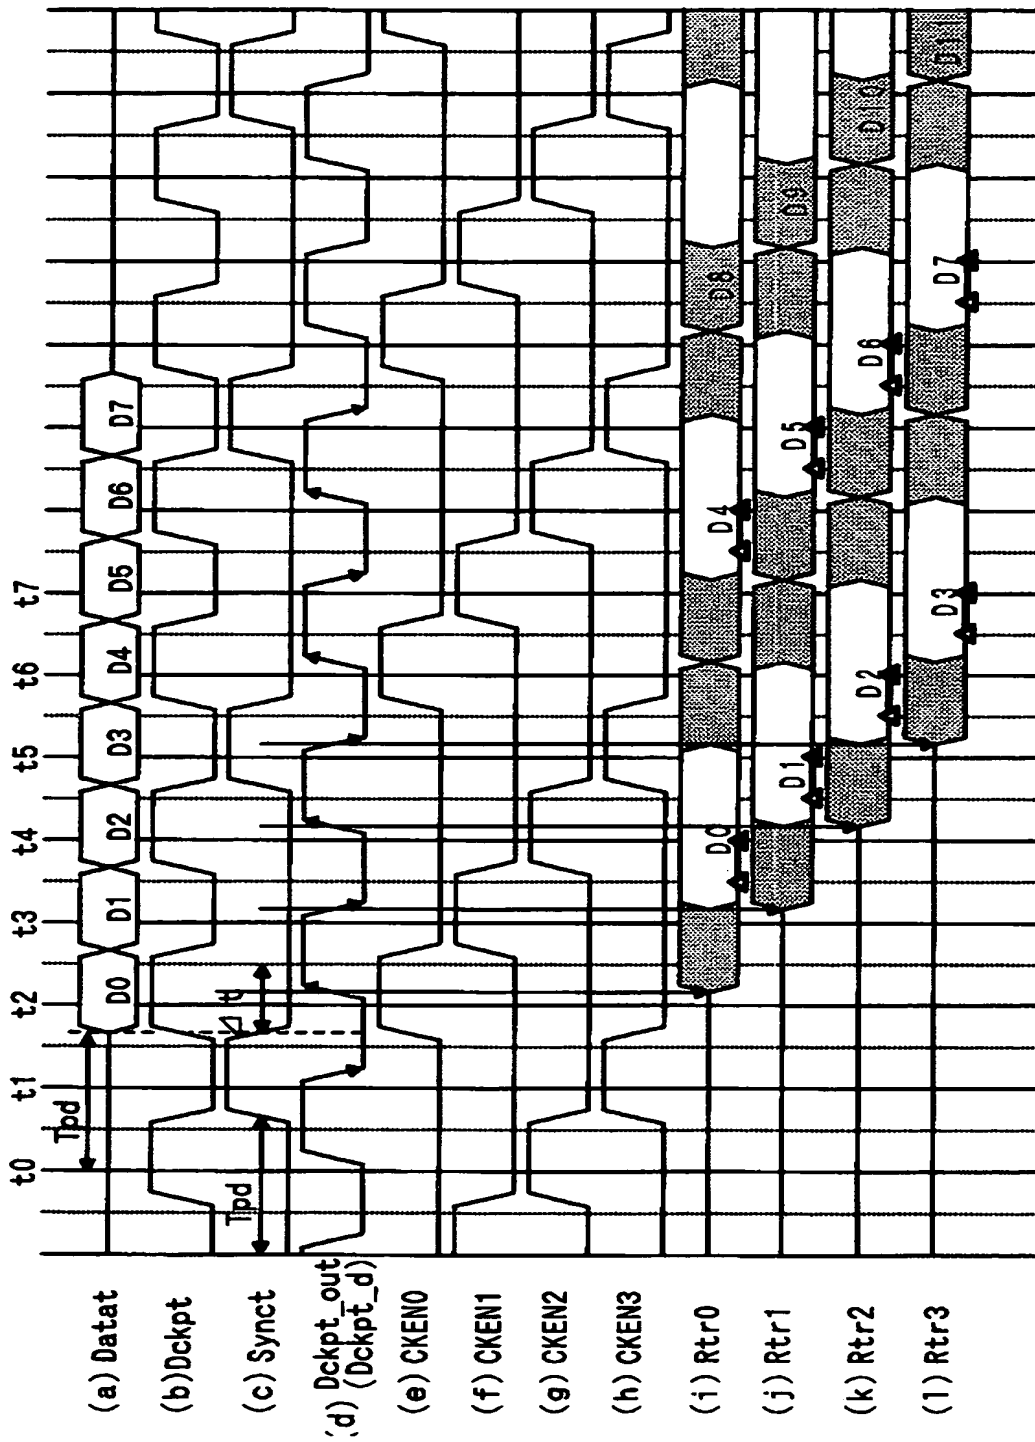 t0 t1 t2 t3 t4 t5 t6 t7
(a) Datat
Tpd
D0 D1 D2 D3 D4 D5 D6 D7
(b) Dckpt
(c) Synct
Tpd
Δt
(d) Dckpt_out
(Dckpt_d)
(e) CKEN0
(f) CKEN1
(g) CKEN2
(h) CKEN3
(i) Rtr0
D0 D4 D8
(j) Rtr1
D1 D5 D9
(k) Rtr2
D2 D6 D10
(l) Rtr3
D3 D7 D11